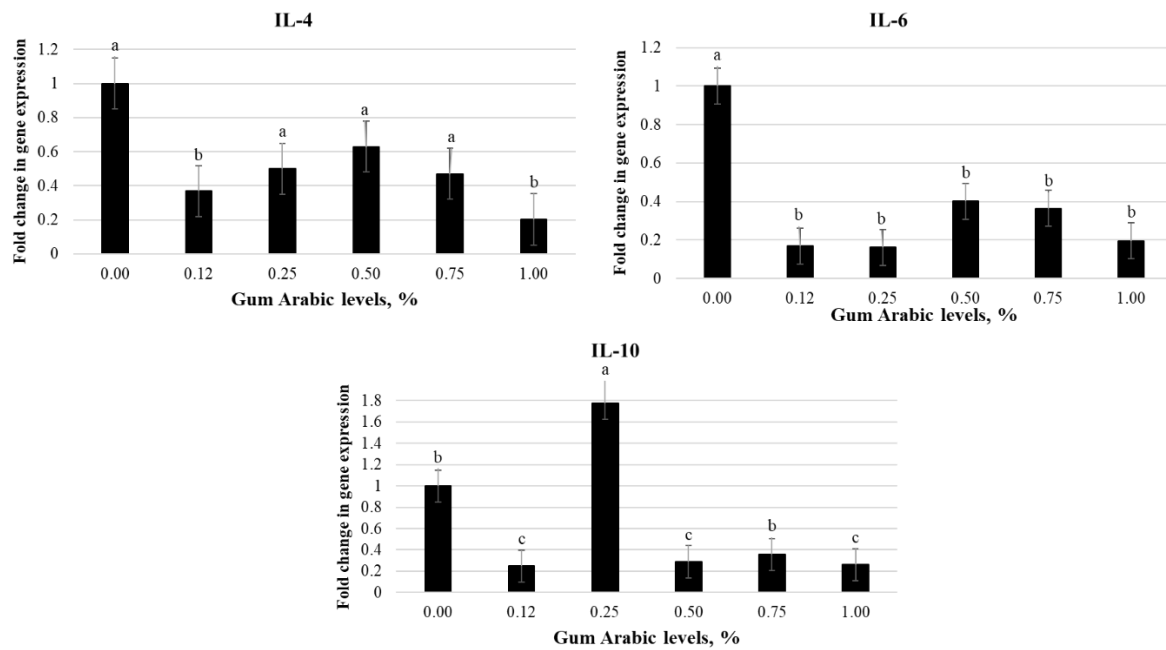 IL-4
Fold change in gene expression
1.2
1
0.8
0.6
0.4
0.2
0
a
b
a
a
a
b
0.00 0.12 0.25 0.50 0.75 1.00
Gum Arabic levels, %
IL-6
Fold change in gene expression
1.2
1
0.8
0.6
0.4
0.2
0
a
b
b
b
b
b
0.00 0.12 0.25 0.50 0.75 1.00
Gum Arabic levels, %
IL-10
Fold change in gene expression
1.8
1.6
1.4
1.2
1
0.8
0.6
0.4
0.2
0
b
c
a
c
b
c
0.00 0.12 0.25 0.50 0.75 1.00
Gum Arabic levels, %